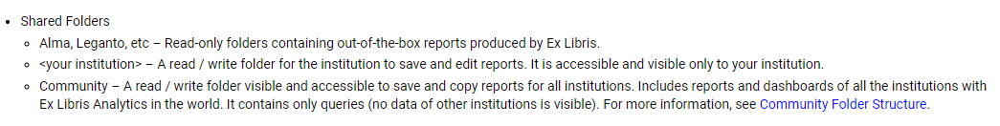 Shared Folders
Alma, Leganto, etc – Read-only folders containing out-of-the-box reports produced by Ex Libris.
<your institution> – A read / write folder for the institution to save and edit reports. It is accessible and visible only to your institution.
Community – A read / write folder visible and accessible to save and copy reports for all institutions. Includes reports and dashboards of all the institutions with
Ex Libris Analytics in the world. It contains only queries (no data of other institutions is visible). For more information, see Community Folder Structure.